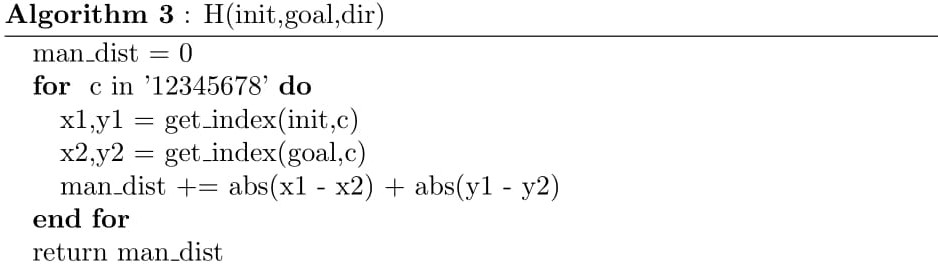 Algorithm 3 : H(init,goal,dir)
man_dist = 0
for c in '12345678' do
x1,y1 = get_index(init,c)
x2,y2 = get_index(goal,c)
man_dist += abs(x1 - x2) + abs(y1 - y2)
end for
return man_dist